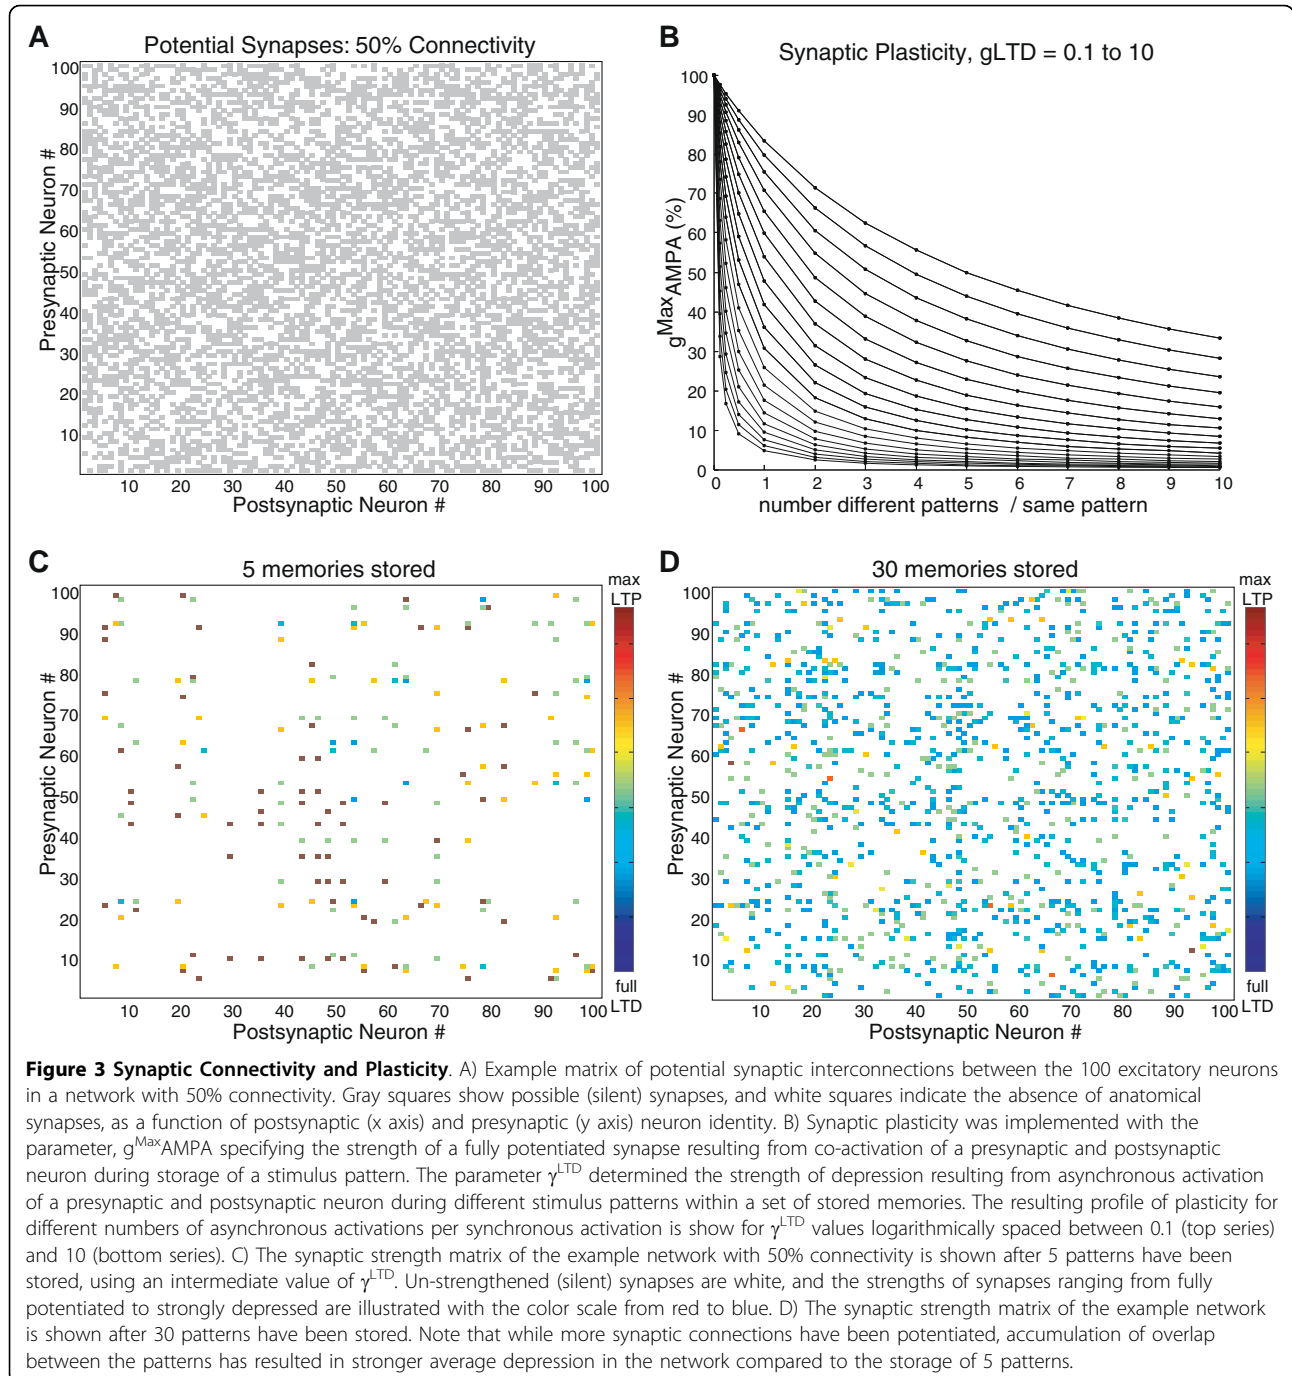 A
Potential Synapses: 50% Connectivity
100
90
80
70
60
50
40
30
20
10
Presynaptic Neuron #
10 20 30 40 50 60 70 80 90 100
Postsynaptic Neuron #
B
Synaptic Plasticity, gLTD = 0.1 to 10
100
90
80
70
60
50
40
30
20
10
0
gMaxAMPA (%)
0 1 2 3 4 5 6 7 8 9 10
number different patterns / same pattern
C
5 memories stored
100
90
80
70
60
50
40
30
20
10
Presynaptic Neuron #
10 20 30 40 50 60 70 80 90 100
Postsynaptic Neuron #
max
LTP
full
LTD
D
30 memories stored
100
90
80
70
60
50
40
30
20
10
Presynaptic Neuron #
10 20 30 40 50 60 70 80 90 100
Postsynaptic Neuron #
max
LTP
full
LTD
Figure 3 Synaptic Connectivity and Plasticity. A) Example matrix of potential synaptic interconnections between the 100 excitatory neurons
in a network with 50% connectivity. Gray squares show possible (silent) synapses, and white squares indicate the absence of anatomical
synapses, as a function of postsynaptic (x axis) and presynaptic (y axis) neuron identity. B) Synaptic plasticity was implemented with the
parameter, gMaxAMPA specifying the strength of a fully potentiated synapse resulting from co-activation of a presynaptic and postsynaptic
neuron during storage of a stimulus pattern. The parameter γLTD determined the strength of depression resulting from asynchronous activation
of a presynaptic and postsynaptic neuron during different stimulus patterns within a set of stored memories. The resulting profile of plasticity for
different numbers of asynchronous activations per synchronous activation is show for γLTD values logarithmically spaced between 0.1 (top series)
and 10 (bottom series). C) The synaptic strength matrix of the example network with 50% connectivity is shown after 5 patterns have been
stored, using an intermediate value of γLTD. Un-strengthened (silent) synapses are white, and the strengths of synapses ranging from fully
potentiated to strongly depressed are illustrated with the color scale from red to blue. D) The synaptic strength matrix of the example network
is shown after 30 patterns have been stored. Note that while more synaptic connections have been potentiated, accumulation of overlap
between the patterns has resulted in stronger average depression in the network compared to the storage of 5 patterns.